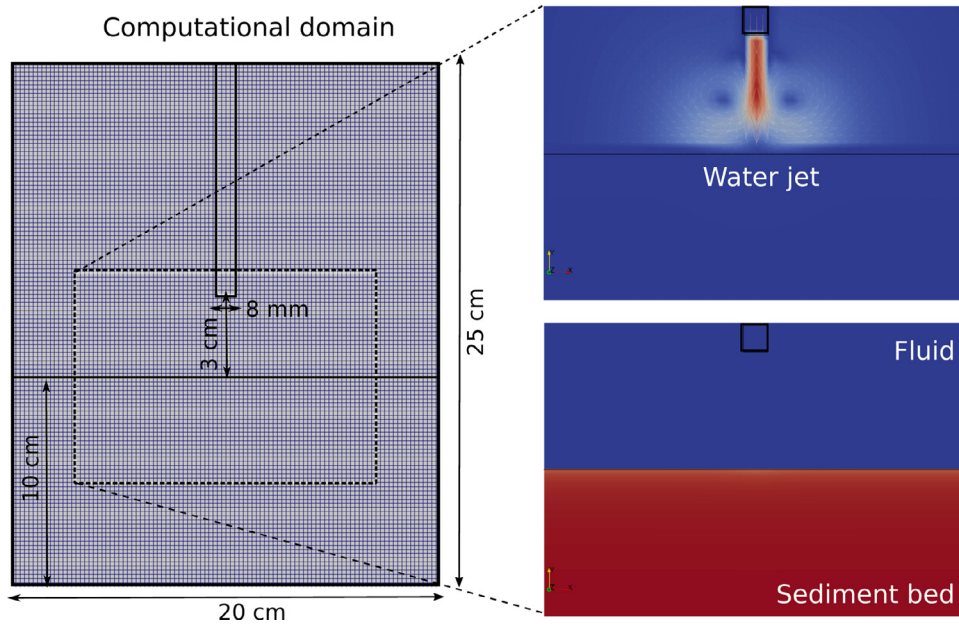 Computational domain
8 mm
3 cm
10 cm
25 cm
20 cm
Water jet
Y
Z
X
Fluid
Sediment bed
Y
Z
X